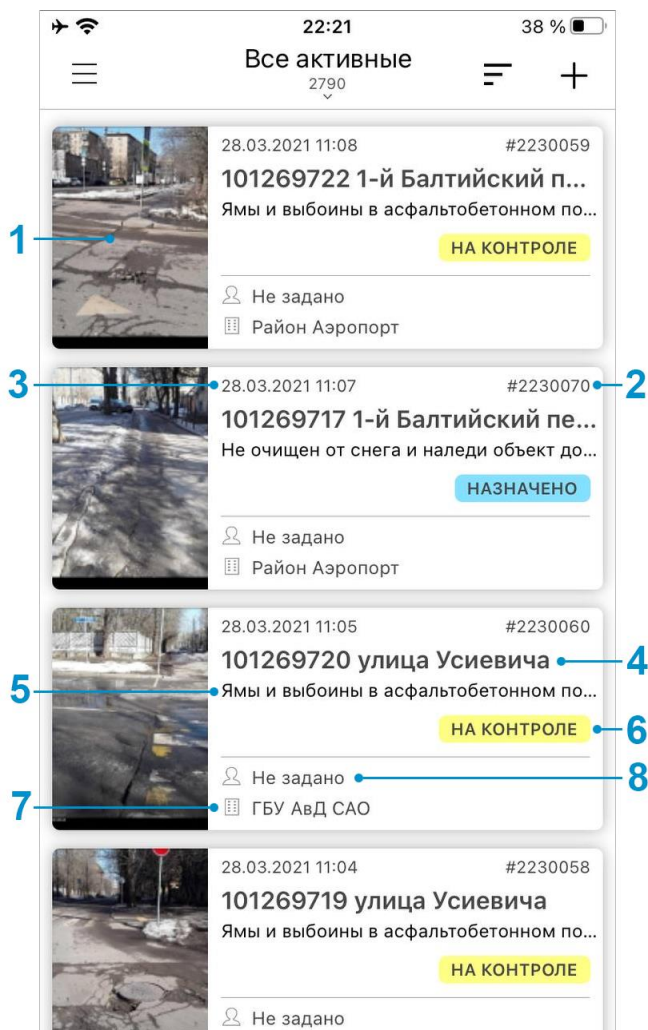 22:21
38 %
Все активные
2790
28.03.2021 11:08 #2230059
101269722 1-й Балтийский п...
Ямы и выбоины в асфальтобетонном по...
1
НА КОНТРОЛЕ
Не задано
Район Аэропорт
3 28.03.2021 11:07 #2230070 2
101269717 1-й Балтийский пе...
Не очищен от снега и наледи объект до...
НАЗНАЧЕНО
Не задано
Район Аэропорт
28.03.2021 11:05 #2230060
101269720 улица Усиевича 4
5 Ямы и выбоины в асфальтобетонном по...
НА КОНТРОЛЕ 6
Не задано 8
7 ГБУ АвД САО
28.03.2021 11:04 #2230058
101269719 улица Усиевича
Ямы и выбоины в асфальтобетонном по...
НА КОНТРОЛЕ
Не задано